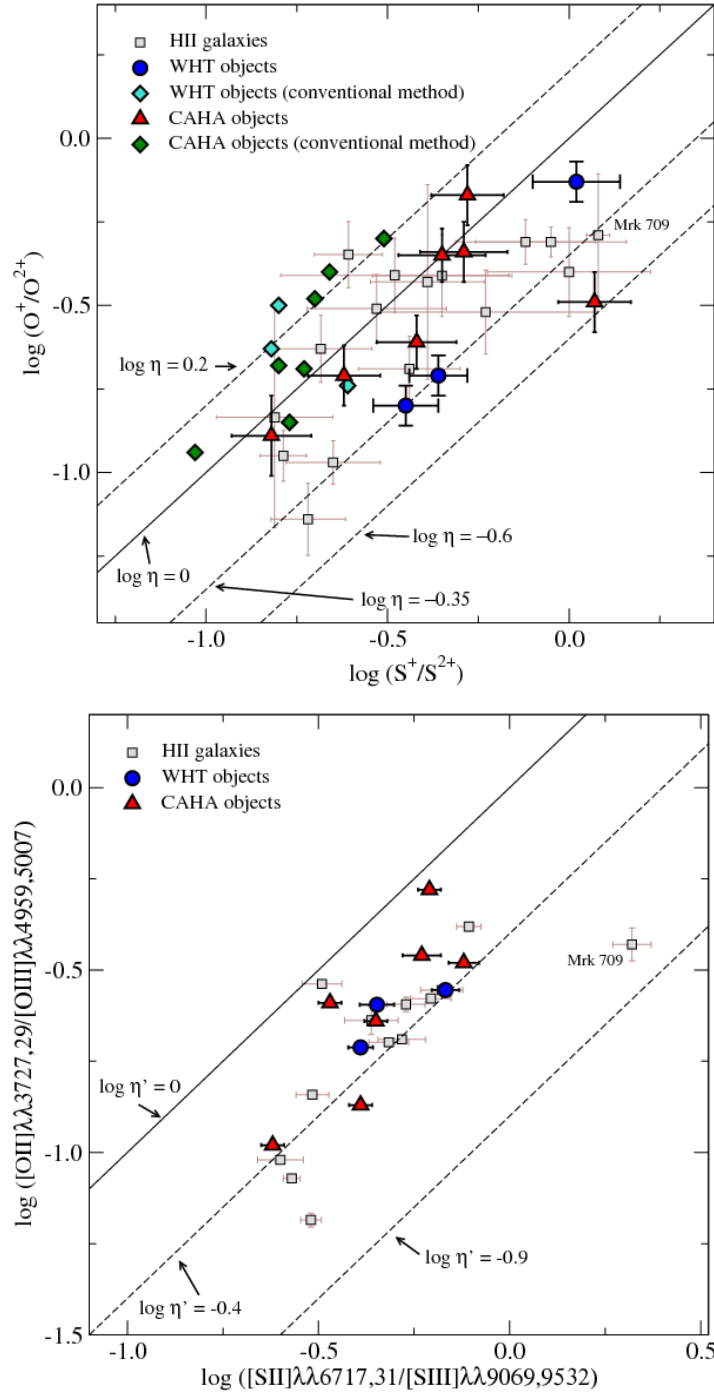 HII galaxies
WHT objects
WHT objects (conventional method)
CAHA objects
CAHA objects (conventional method)
0.0
-0.5
-1.0
log (O⁺/O²⁺)
Mrk 709
log η = 0.2
log η = 0
log η = −0.35
log η = −0.6
-1.0
-0.5
0.0
log (S⁺/S²⁺)
HII galaxies
WHT objects
CAHA objects
0.0
-0.5
-1.0
-1.5
log ([OII]λλ3727,29/[OIII]λλ4959,5007)
Mrk 709
log η' = 0
log η' = -0.9
log η' = -0.4
-1.0
-0.5
0.0
0.5
log ([SII]λλ6717,31/[SIII]λλ9069,9532)